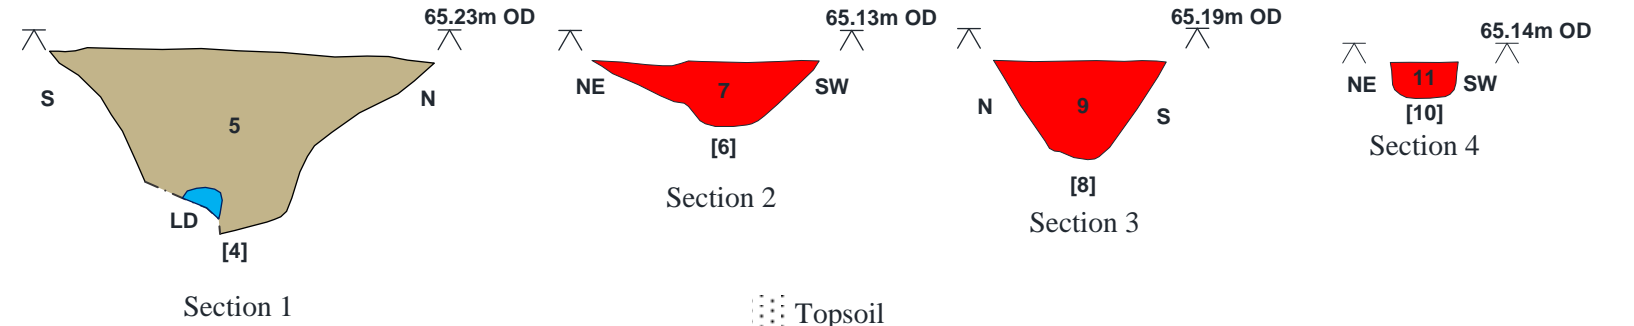 65.23m OD
S
N
5
LD
[4]
Section 1
65.13m OD
NE
SW
7
[6]
Section 2
65.19m OD
N
S
9
[8]
Section 3
65.14m OD
NE
SW
11
[10]
Section 4
Topsoil